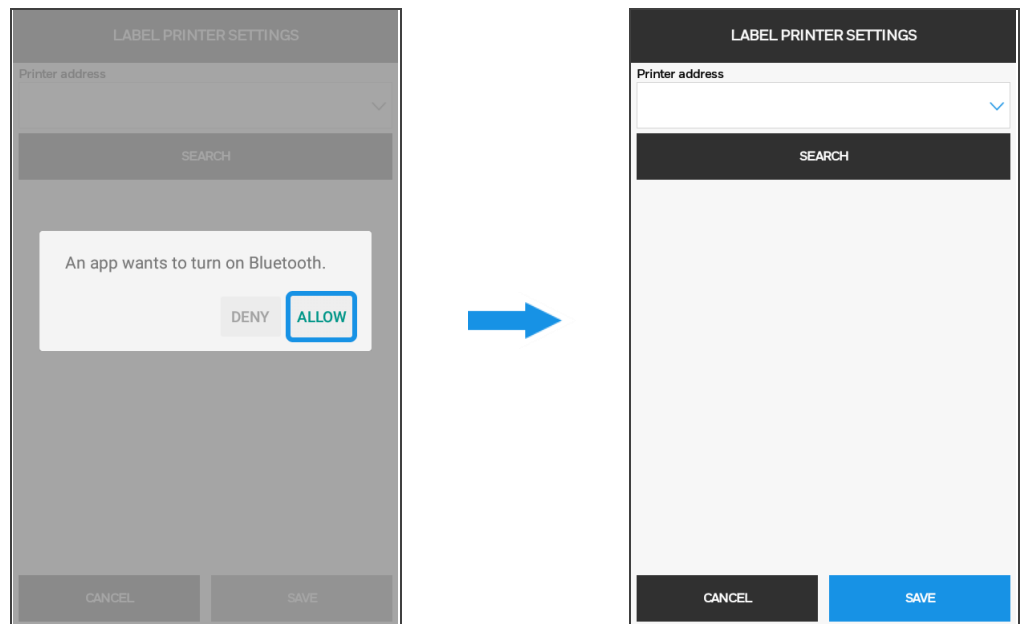 LABEL PRINTER SETTINGS
Printer address
SEARCH
An app wants to turn on Bluetooth.
DENY ALLOW
CANCEL SAVE
LABEL PRINTER SETTINGS
Printer address
SEARCH
CANCEL SAVE